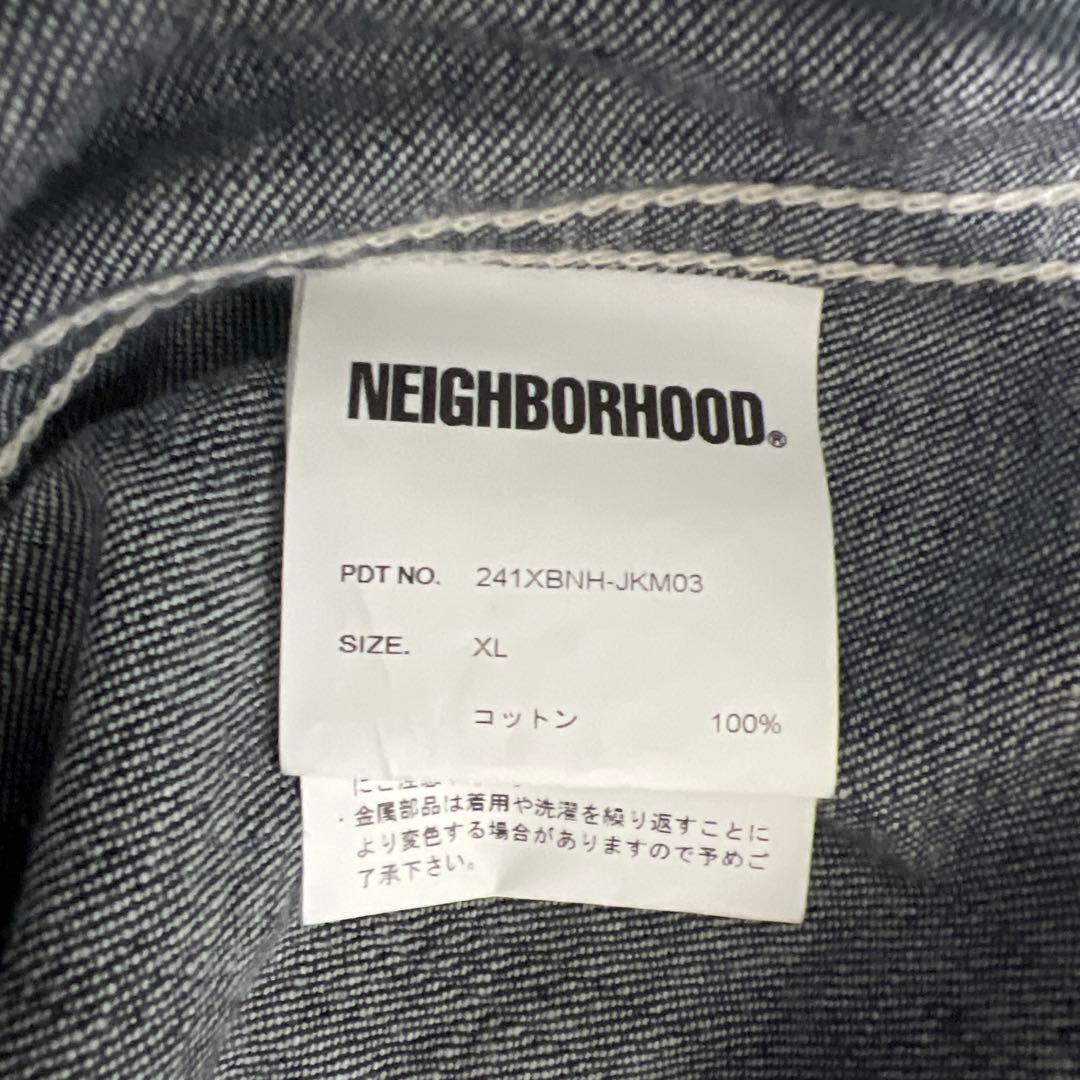 NEIGHBORHOOD®
PDT NO. 241XBNH-JKM03
SIZE. XL
コットン 100%
・金属部品は着用や洗濯を繰り返すことに
より変色する場合がありますので予めご
了承下さい。